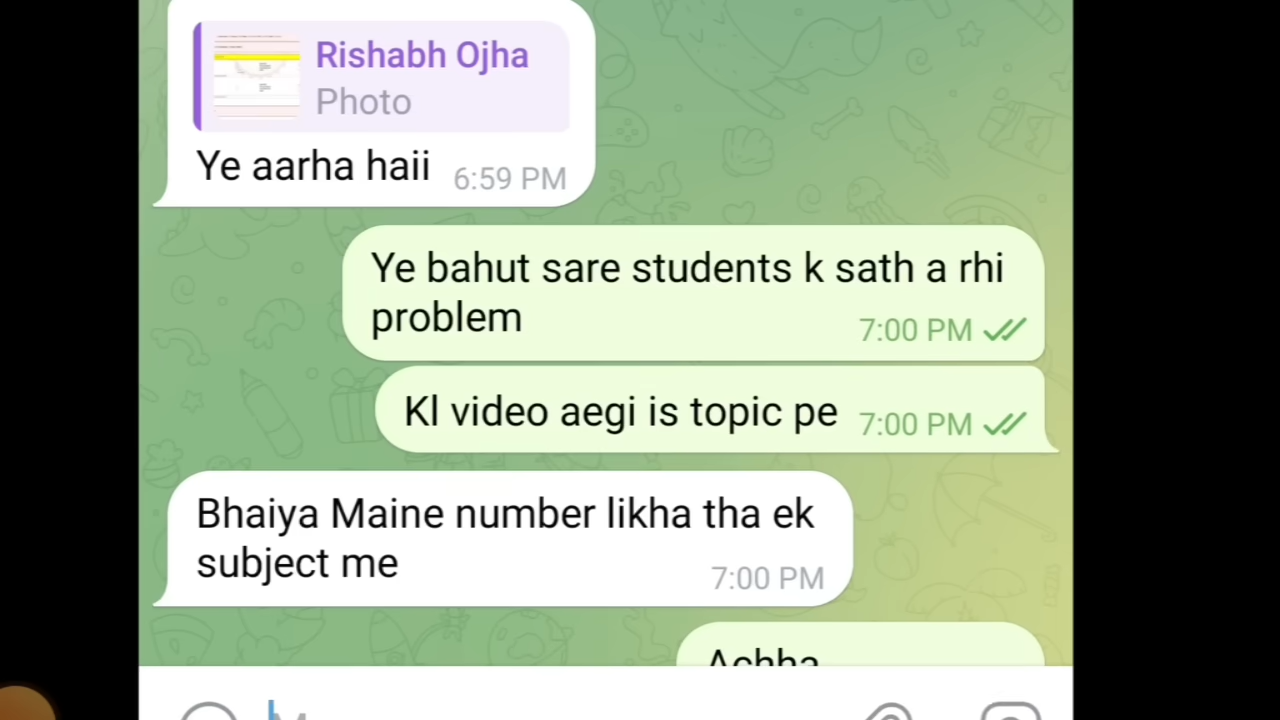 Rishabh Ojha
Photo
Ye aarha haii 6:59 PM
Ye bahut sare students k sath a rhi
problem 7:00 PM
Kl video aegi is topic pe 7:00 PM
Bhaiya Maine number likha tha ek
subject me 7:00 PM
Achha